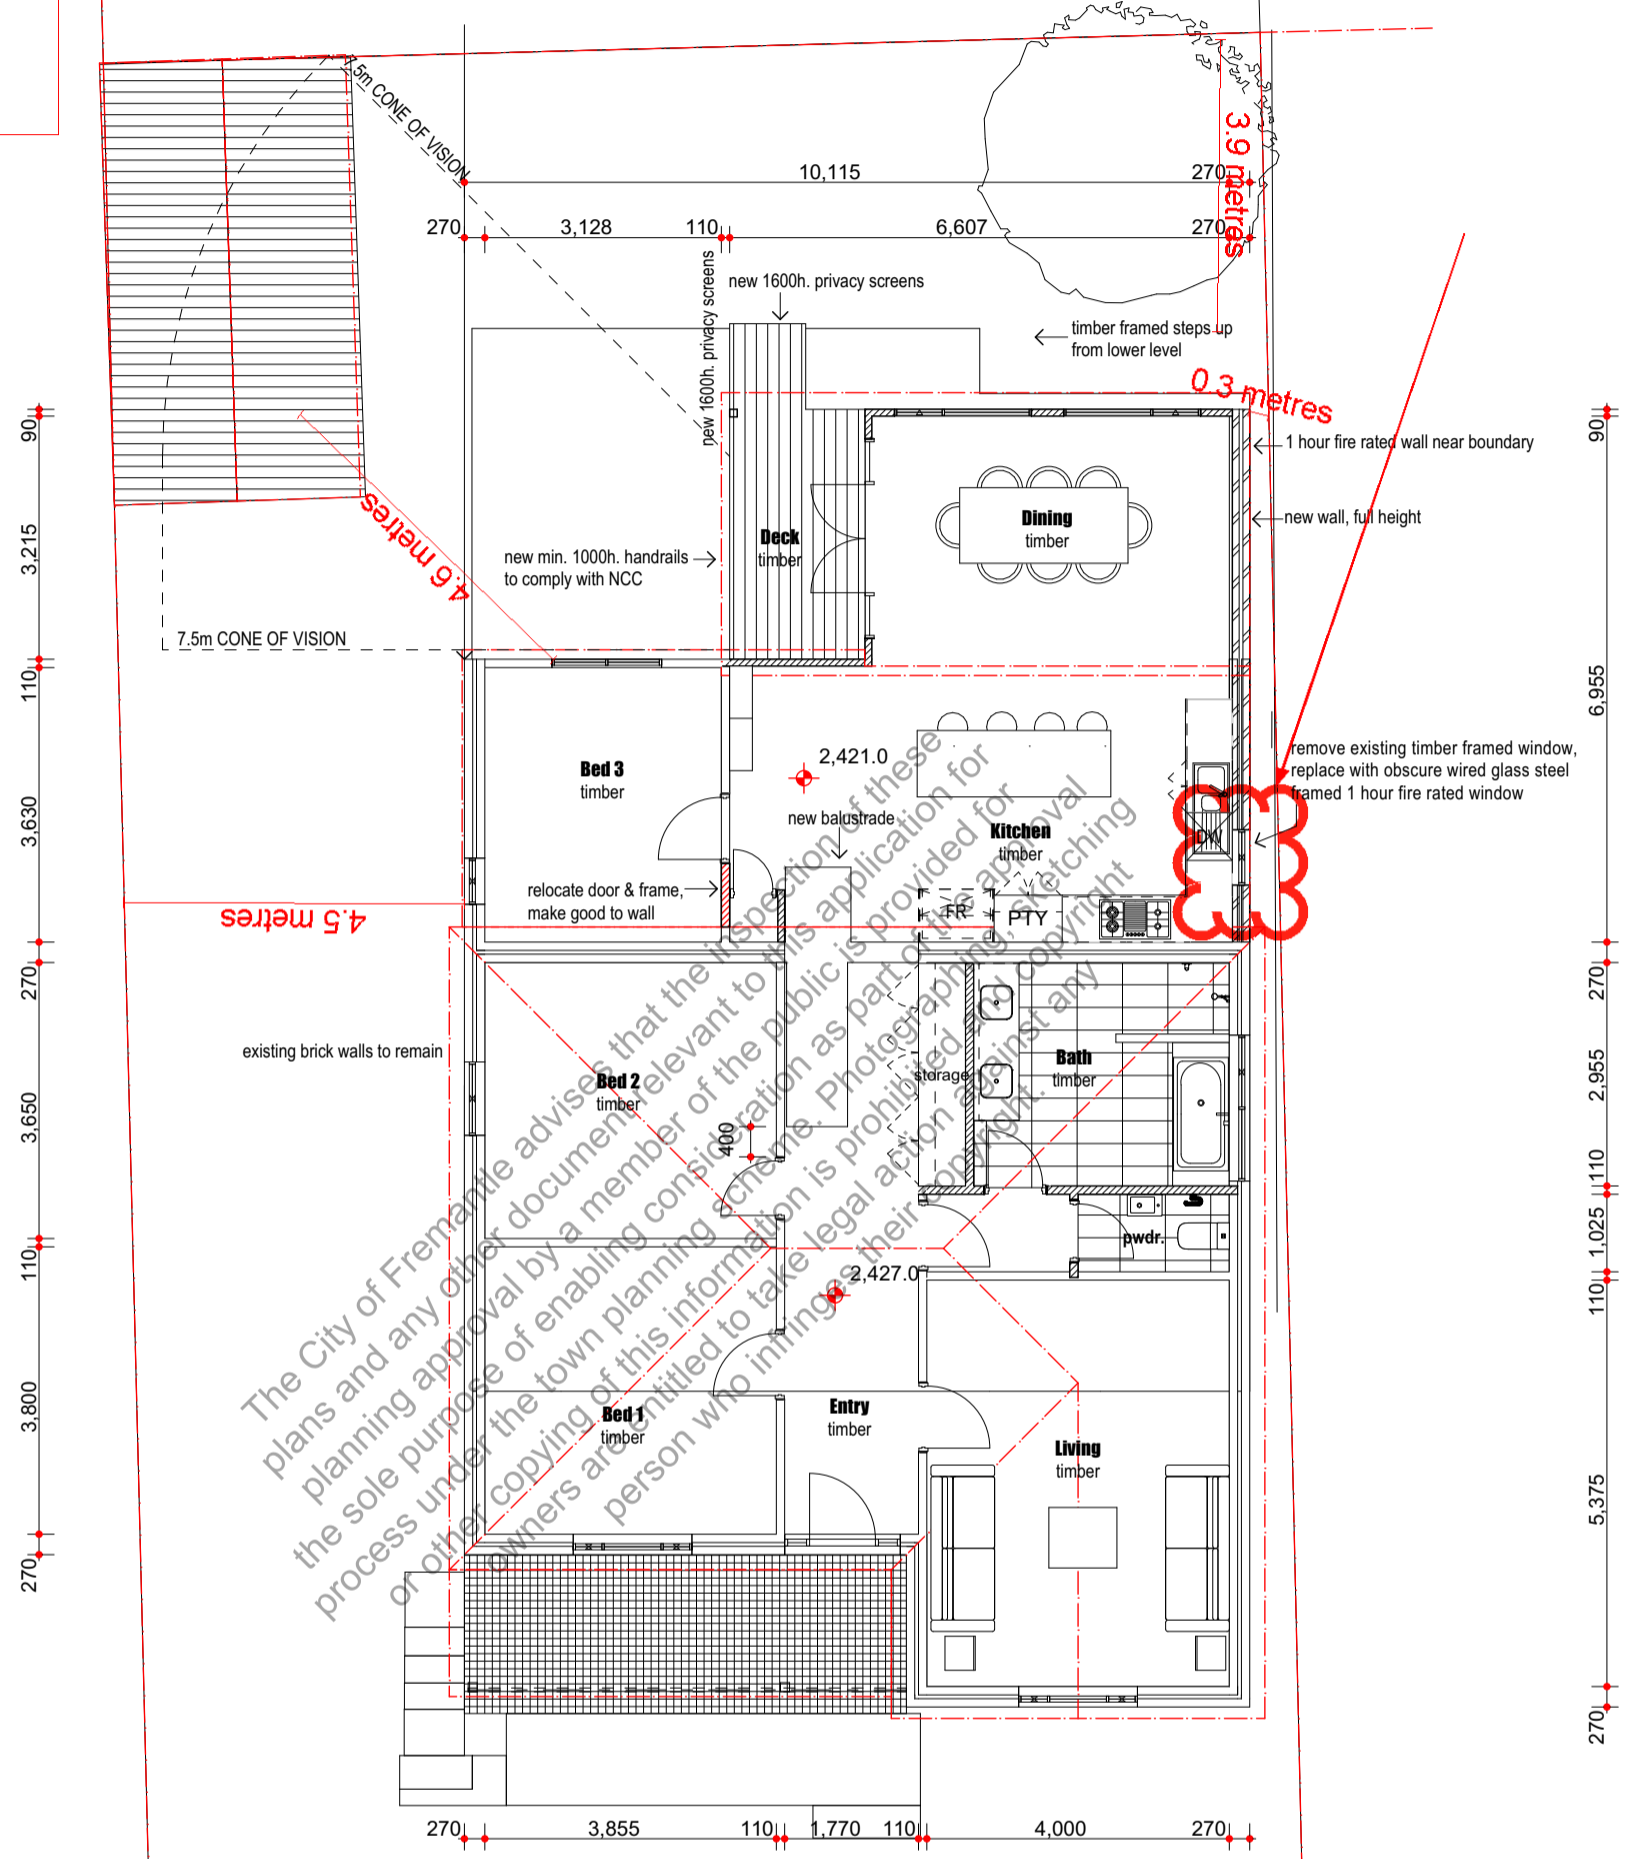 7.5m CONE OF VISION
3.9 metres
10,115
270
270
3,128
110
6,607
270
new 1600h. privacy screens
new 1600h. privacy screens
timber framed steps up
from lower level
0.3 metres
90
90
1 hour fire rated wall near boundary
new wall, full height
Dining
timber
Deck
timber
3,215
new min. 1000h. handrails
to comply with NCC
4.6 metres
7.5m CONE OF VISION
110
6,955
remove existing timber framed window,
replace with obscure wired glass steel
framed 1 hour fire rated window
2,421.0
Bed 3
timber
new balustrade
Kitchen
timber
DW
3,630
relocate door & frame,
make good to wall
FR
PTY
4.5 metres
270
270
existing brick walls to remain
Bed 2
timber
storage
Bath
timber
2,955
3,650
400
110
pwdr.
1,025
110
2,427.0
110
3,800
Bed 1
timber
Entry
timber
Living
timber
5,375
270
270
The City of Fremantle advises that the inspection of these
plans and any other document relevant to this application for
planning approval by a member of the public is provided for
the sole purpose of enabling consideration as part of the approval
process under the town planning scheme. Photographing, sketching
or other copying of this information is prohibited and copyright
owners are entitled to take legal action against any
person who infringes their copyright.
270
3,855
110
1,770
110
4,000
270